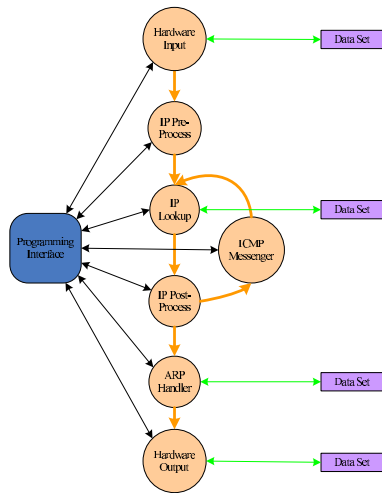 Hardware
Input
Data Set
IP Pre-
Process
IP
Lookup
Data Set
Programming
Interface
ICMP
Messenger
IP Post-
Process
ARP
Handler
Data Set
Hardware
Output
Data Set